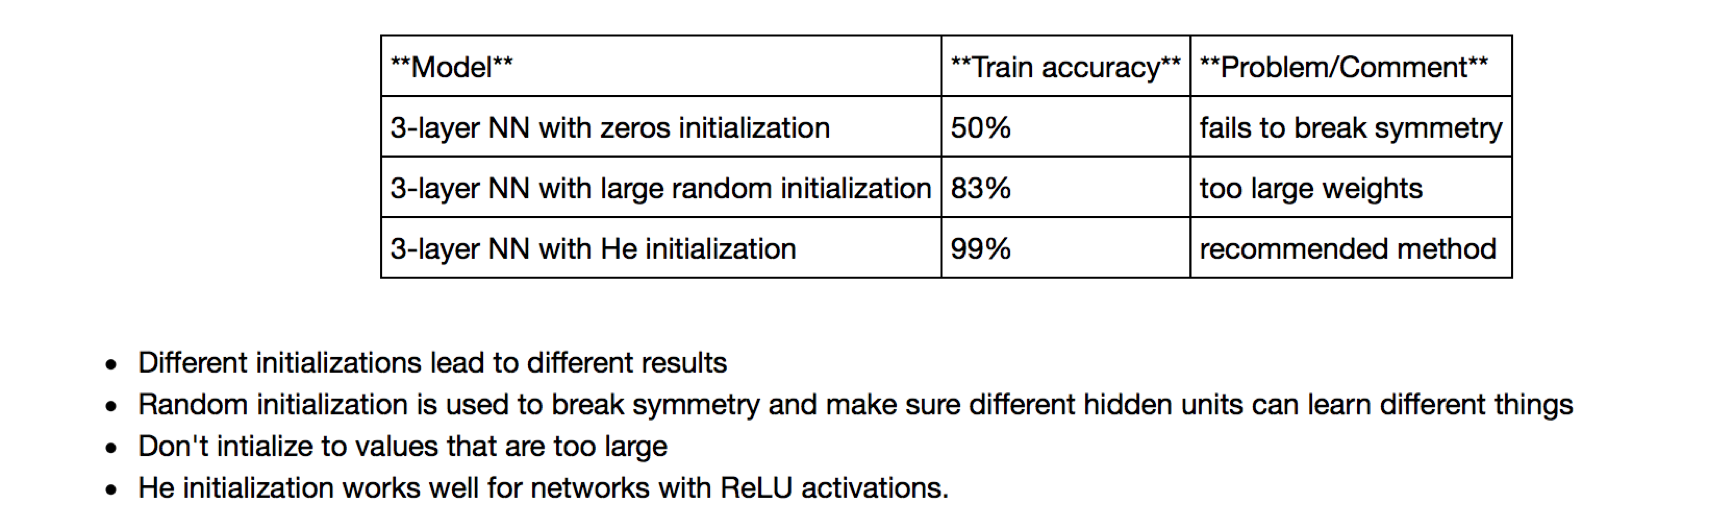 **Model** **Train accuracy** **Problem/Comment**
3-layer NN with zeros initialization 50% fails to break symmetry
3-layer NN with large random initialization 83% too large weights
3-layer NN with He initialization 99% recommended method
• Different initializations lead to different results
• Random initialization is used to break symmetry and make sure different hidden units can learn different things
• Don't intialize to values that are too large
• He initialization works well for networks with ReLU activations.